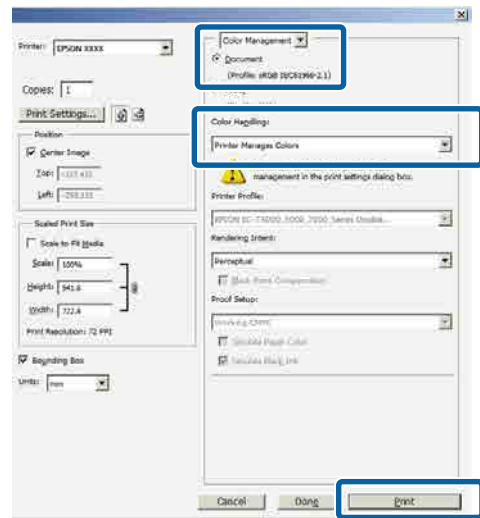 Printer: EPSON XXXX
Copies: 1
Print Settings...
Position
Center Image
Top:
Left:
Scaled Print Size
Scale to Fit Media
Scale: 100%
Height: 541.8
Width: 722.4
Print Resolution: 72 PPI
Bounding Box
Units: mm
Color Management
Document
(Profile: sRGB IEC61966-2.1)
Color Handling:
Printer Manages Colors
management in the print settings dialog box.
Printer Profile:
Rendering Intent:
Perceptual
Black Point Compensation
Proof Setup:
Working CMYK
Simulate Paper Color
Simulate Black Ink
Cancel
Done
Print